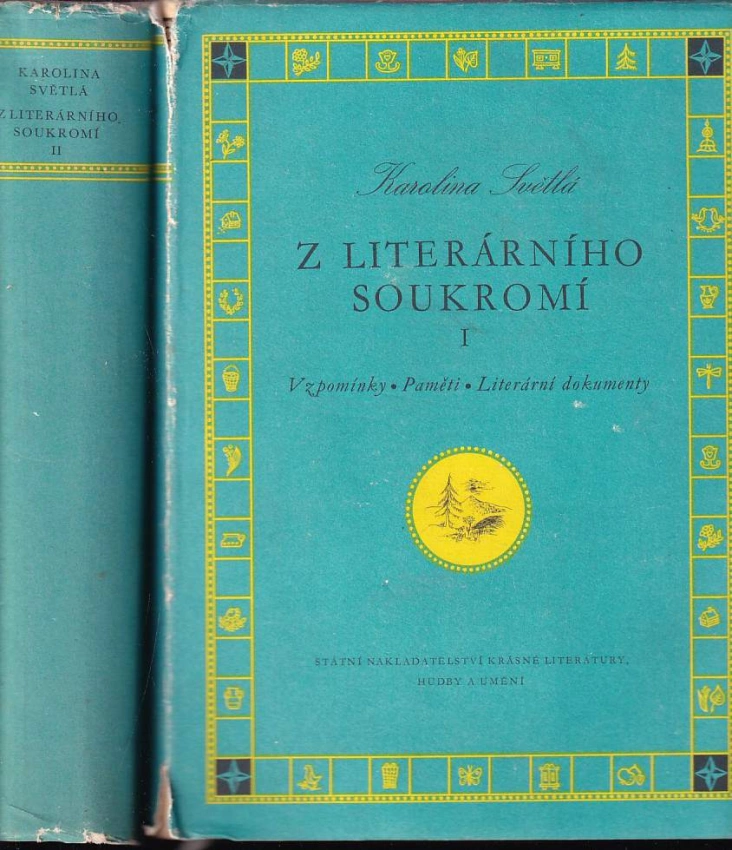 KAROLINA
SVĚTLÁ
Z LITERÁRNÍHO
SOUKROMÍ
II
Karolina Světlá
Z LITERÁRNÍHO
SOUKROMÍ
I
Vzpomínky • Paměti • Literární dokumenty
STÁTNÍ NAKLADATELSTVÍ KRÁSNÉ LITERATURY,
HUDBY A UMĚNÍ